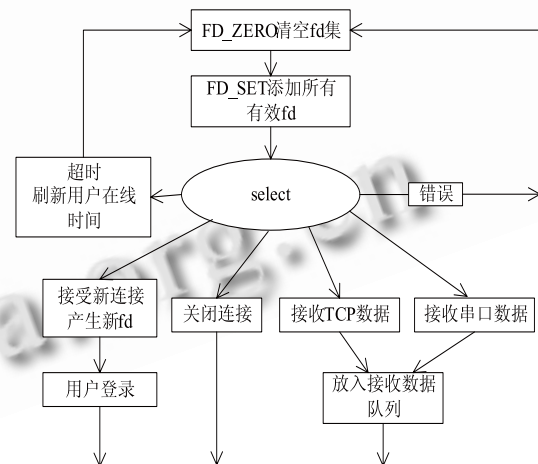 FD_ZERO清空fd集
FD_SET添加所有
有效fd
超时
刷新用户在线
时间
select
错误
接受新连接
产生新fd
关闭连接
接收TCP数据
接收串口数据
用户登录
放入接收数据
队列